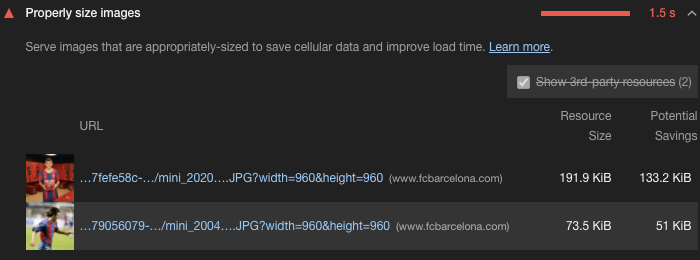 Properly size images 1.5 s
Serve images that are appropriately-sized to save cellular data and improve load time. Learn more.
Show 3rd-party resources (2)
URL Resource Size Potential Savings
…7fefe58c-…/mini_2020….JPG?width=960&height=960 (www.fcbarcelona.com) 191.9 KiB 133.2 KiB
…79056079-…/mini_2004….JPG?width=960&height=960 (www.fcbarcelona.com) 73.5 KiB 51 KiB